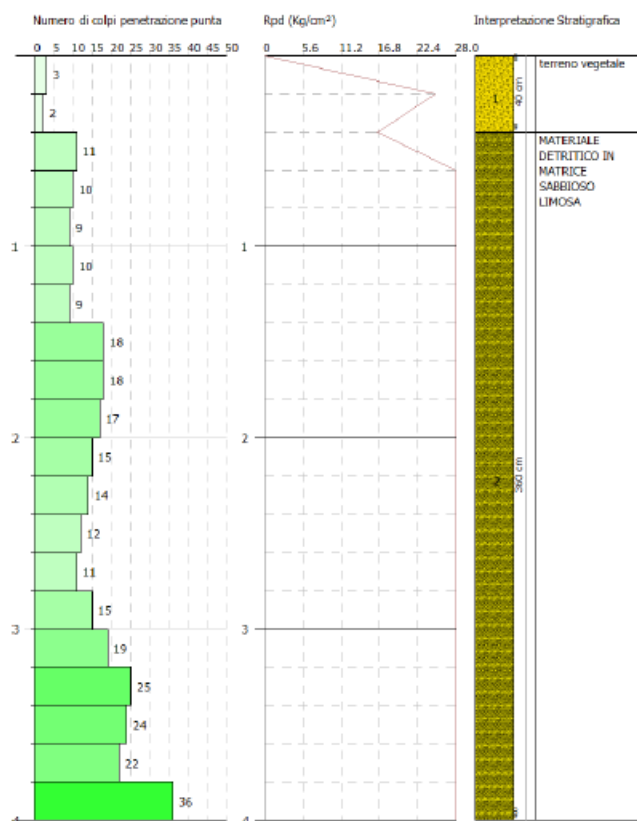 Numero di colpi penetrazione punta
0 5 10 15 20 25 30 35 50
Rpd (Kg/cm²)
0 5.6 11.2 16.8 22.4 28.0
Interpretazione Stratigrafica
3
2
11
10
9
1
10
9
18
18
17
2
15
14
12
11
15
3
19
25
24
22
36
4
1
2
3
4
1
40 cm
terreno vegetale
2
360 cm
MATERIALE
DETRITICO IN
MATRICE
SABBIOSO
LIMOSA